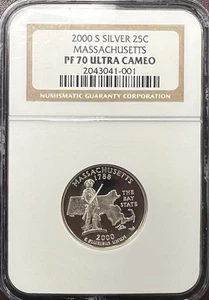 2000 S SILVER 25C
MASSACHUSETTS
PF 70 ULTRA CAMEO
2043041-001
NUMISMATIC GUARANTY CORPORATION
MASSACHUSETTS
1788
THE
BAY
STATE
2000
E PLURIBUS UNUM